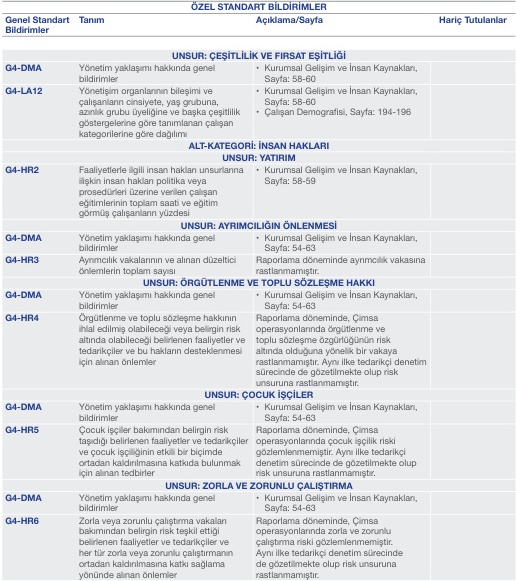 ÖZEL STANDART BİLDİRİMLER
Genel Standart Bildirimler Tanım Açıklama/Sayfa Hariç Tutulanlar
UNSUR: ÇEŞİTLİLİK VE FIRSAT EŞİTLİĞİ
G4-DMA Yönetim yaklaşımı hakkında genel • Kurumsal Gelişim ve İnsan Kaynakları,
bildirimler Sayfa: 58-60
G4-LA12 Yönetişim organlarının bileşimi ve • Kurumsal Gelişim ve İnsan Kaynakları,
çalışanların cinsiyete, yaş grubuna, Sayfa: 58-60
azınlık grubu üyeliğine ve başka çeşitlilik • Çalışan Demografisi, Sayfa: 194-196
göstergelerine göre tanımlanan çalışan
kategorilerine göre dağılımı
ALT-KATEGORİ: İNSAN HAKLARI
UNSUR: YATIRIM
G4-HR2 Faaliyetlerle ilgili insan hakları unsurlarına • Kurumsal Gelişim ve İnsan Kaynakları,
ilişkin insan hakları politika veya Sayfa: 58-59
prosedürleri üzerine verilen çalışan
eğitimlerinin toplam saati ve eğitim
görmüş çalışanların yüzdesi
UNSUR: AYRIMCILIĞIN ÖNLENMESİ
G4-DMA Yönetim yaklaşımı hakkında genel • Kurumsal Gelişim ve İnsan Kaynakları,
bildirimler Sayfa: 54-63
G4-HR3 Ayrımcılık vakalarının ve alınan düzeltici Raporlama döneminde ayrımcılık vakasına
önlemlerin toplam sayısı rastlanmamıştır.
UNSUR: ÖRGÜTLENME VE TOPLU SÖZLEŞME HAKKI
G4-DMA Yönetim yaklaşımı hakkında genel • Kurumsal Gelişim ve İnsan Kaynakları,
bildirimler Sayfa: 54-63
G4-HR4 Örgütlenme ve toplu sözleşme hakkının Raporlama döneminde, Çimsa
ihlal edilmiş olabileceği veya belirgin risk operasyonlarında örgütlenme ve
altında olabileceği belirlenen faaliyetler ve toplu sözleşme özgürlüğünün risk
tedarikçiler ve bu hakların desteklenmesi altında olduğuna yönelik bir vakaya
için alınan önlemler rastlanmamıştır. Aynı ilke tedarikçi denetim
sürecinde de gözetilmekte olup risk
unsuruna rastlanmamıştır.
UNSUR: ÇOCUK İŞÇİLER
G4-DMA Yönetim yaklaşımı hakkında genel • Kurumsal Gelişim ve İnsan Kaynakları,
bildirimler Sayfa: 54-63
G4-HR5 Çocuk işçiler bakımından belirgin risk Raporlama döneminde, Çimsa
taşıdığı belirlenen faaliyetler ve tedarikçiler operasyonlarında çocuk işçilik riski
ve çocuk işçiliğinin etkili bir biçimde gözlemlenmemiştir. Aynı ilke tedarikçi
ortadan kaldırılmasına katkıda bulunmak denetim sürecinde de gözetilmekte olup
için alınan tedbirler risk unsuruna rastlanmamıştır.
UNSUR: ZORLA VE ZORUNLU ÇALIŞTIRMA
G4-DMA Yönetim yaklaşımı hakkında genel • Kurumsal Gelişim ve İnsan Kaynakları,
bildirimler Sayfa: 54-63
G4-HR6 Zorla veya zorunlu çalıştırma vakaları Raporlama döneminde, Çimsa
bakımından belirgin risk teşkil ettiği operasyonlarında zorla ve zorunlu
belirlenen faaliyetler ve tedarikçiler ve çalıştırma riski gözlemlenmemiştir.
her tür zorla veya zorunlu çalıştırmanın Aynı ilke tedarikçi denetim sürecinde
ortadan kaldırılmasına katkı sağlama de gözetilmekte olup risk unsuruna
yönünde alınan önlemler rastlanmamıştır.